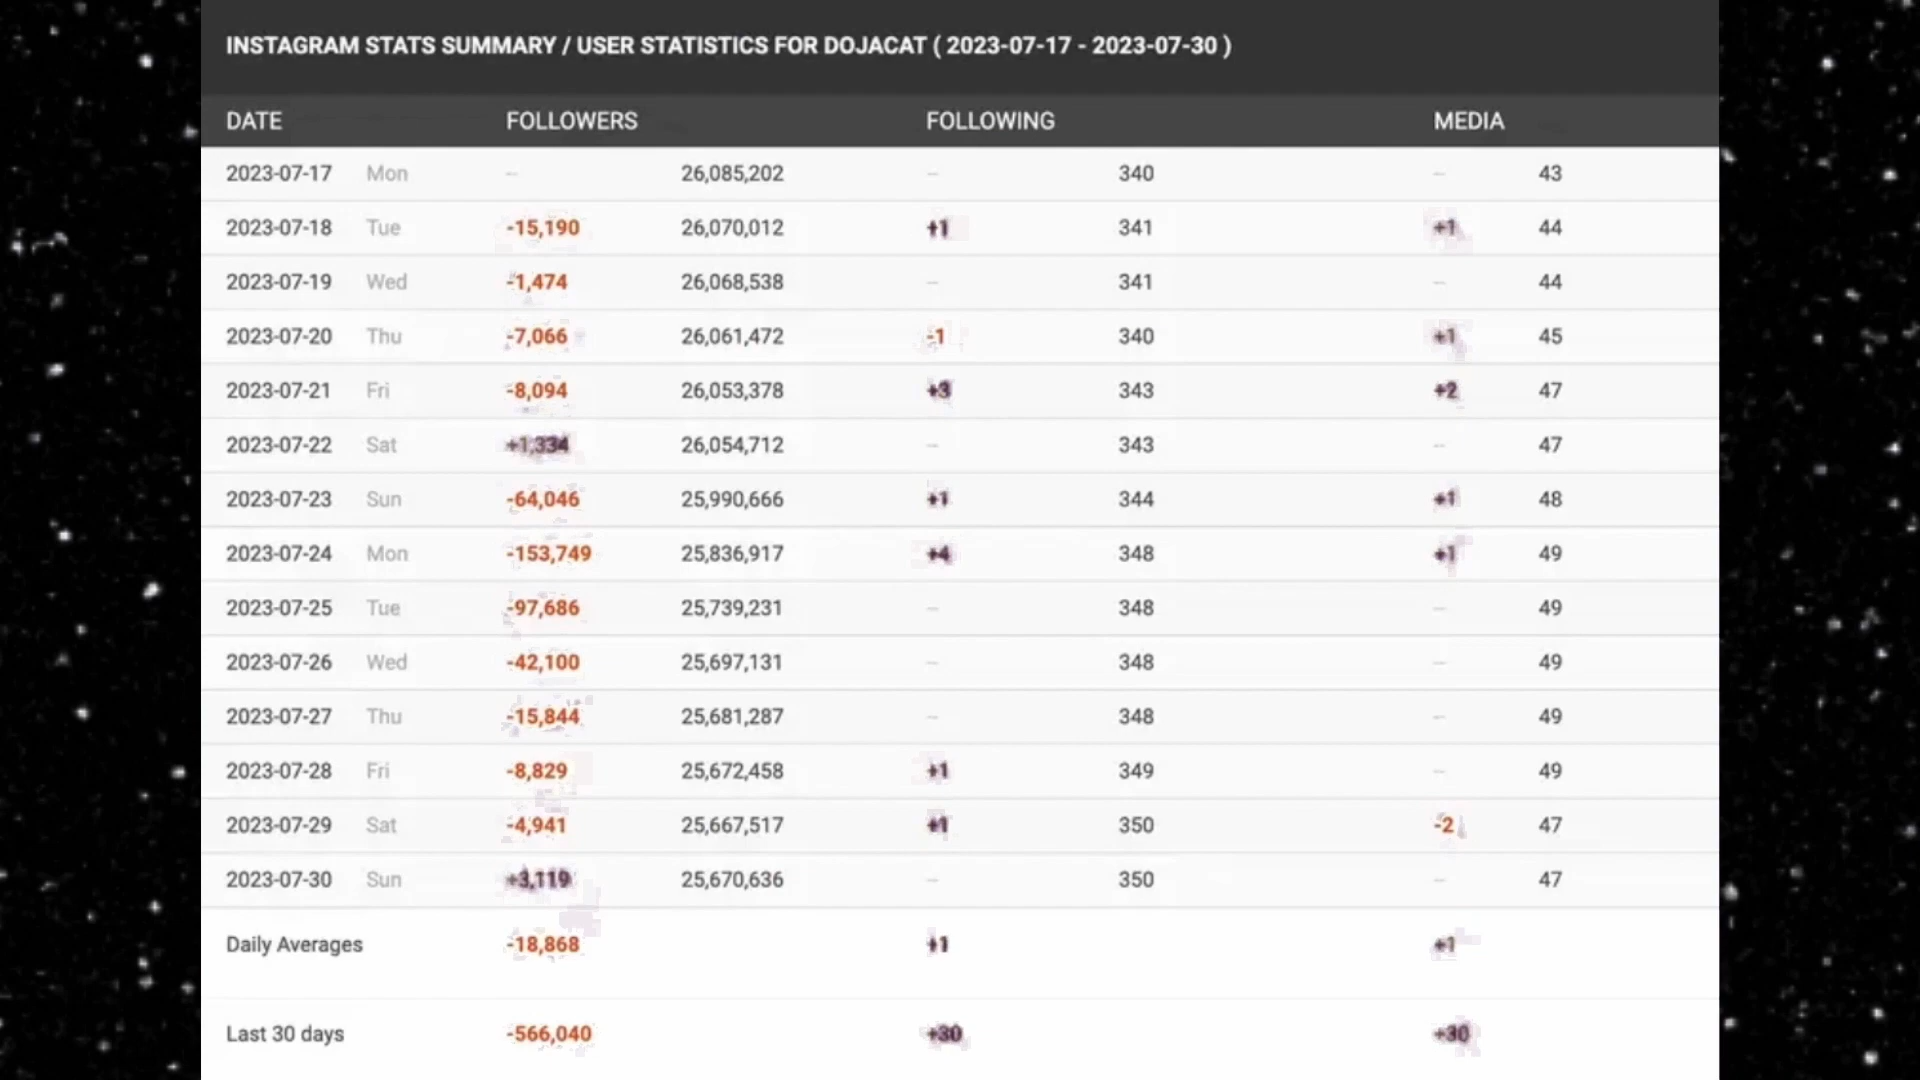 INSTAGRAM STATS SUMMARY / USER STATISTICS FOR DOJACAT ( 2023-07-17 - 2023-07-30 )
DATE FOLLOWERS FOLLOWING MEDIA
2023-07-17 Mon -- 26,085,202 -- 340 -- 43
2023-07-18 Tue -15,190 26,070,012 +1 341 +1 44
2023-07-19 Wed -1,474 26,068,538 -- 341 -- 44
2023-07-20 Thu -7,066 26,061,472 -1 340 +1 45
2023-07-21 Fri -8,094 26,053,378 +3 343 +2 47
2023-07-22 Sat +1,334 26,054,712 -- 343 -- 47
2023-07-23 Sun -64,046 25,990,666 +1 344 +1 48
2023-07-24 Mon -153,749 25,836,917 +4 348 +1 49
2023-07-25 Tue -97,686 25,739,231 -- 348 -- 49
2023-07-26 Wed -42,100 25,697,131 -- 348 -- 49
2023-07-27 Thu -15,844 25,681,287 -- 348 -- 49
2023-07-28 Fri -8,829 25,672,458 +1 349 -- 49
2023-07-29 Sat -4,941 25,667,517 +1 350 -2 47
2023-07-30 Sun +3,119 25,670,636 -- 350 -- 47
Daily Averages -18,868 +1 +1
Last 30 days -566,040 +30 +30